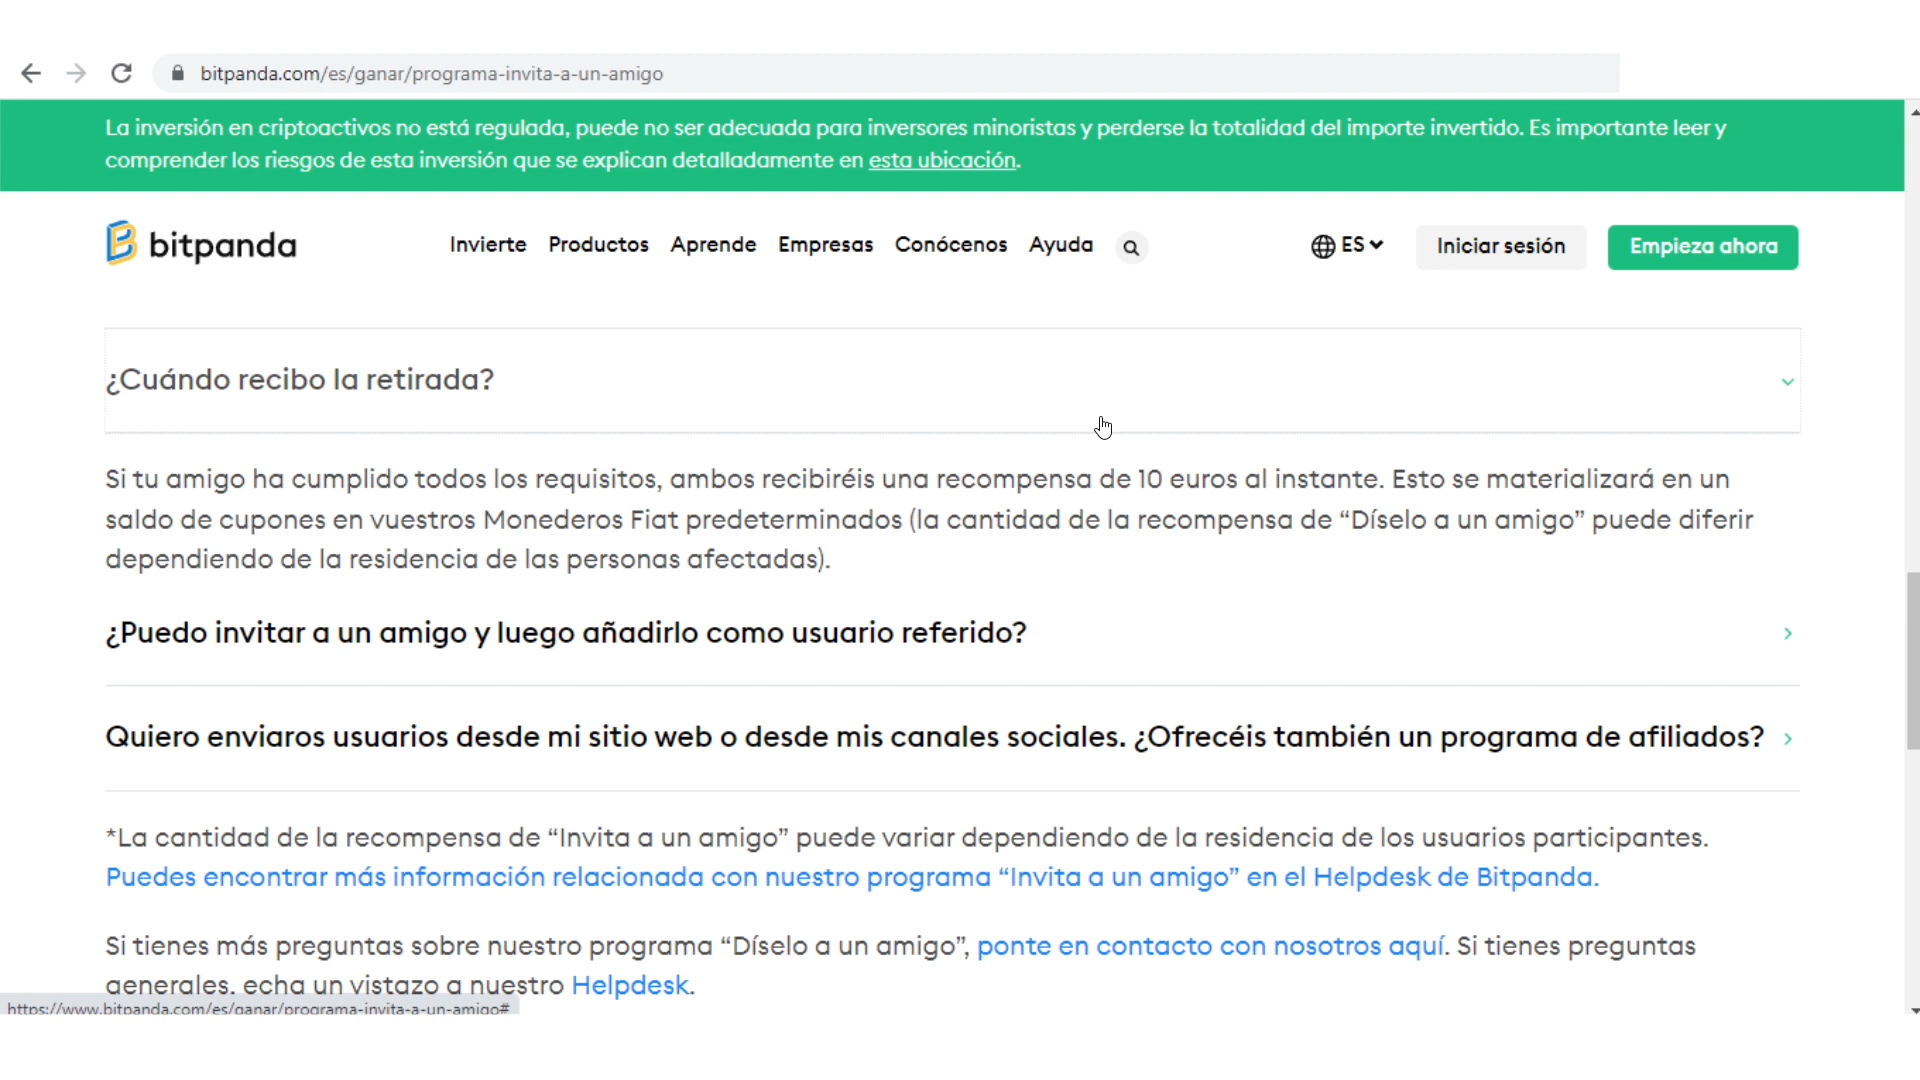 bitpanda.com/es/ganar/programa-invita-a-un-amigo
La inversión en criptoactivos no está regulada, puede no ser adecuada para inversores minoristas y perderse la totalidad del importe invertido. Es importante leer y
comprender los riesgos de esta inversión que se explican detalladamente en esta ubicación.
bitpanda
Invierte Productos Aprende Empresas Conócenos Ayuda
ES
Iniciar sesión
Empieza ahora
¿Cuándo recibo la retirada?
Si tu amigo ha cumplido todos los requisitos, ambos recibiréis una recompensa de 10 euros al instante. Esto se materializará en un
saldo de cupones en vuestros Monederos Fiat predeterminados (la cantidad de la recompensa de “Díselo a un amigo” puede diferir
dependiendo de la residencia de las personas afectadas).
¿Puedo invitar a un amigo y luego añadirlo como usuario referido?
Quiero enviaros usuarios desde mi sitio web o desde mis canales sociales. ¿Ofrecéis también un programa de afiliados?
*La cantidad de la recompensa de “Invita a un amigo” puede variar dependiendo de la residencia de los usuarios participantes.
Puedes encontrar más información relacionada con nuestro programa “Invita a un amigo” en el Helpdesk de Bitpanda.
Si tienes más preguntas sobre nuestro programa “Díselo a un amigo”, ponte en contacto con nosotros aquí. Si tienes preguntas
generales, echa un vistazo a nuestro Helpdesk.
https://www.bitpanda.com/es/ganar/programa-invita-a-un-amigo#